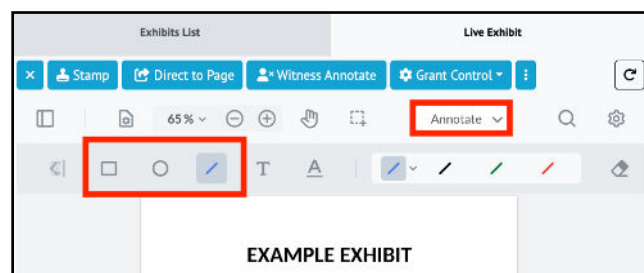 Exhibits List Live Exhibit
× Stamp Direct to Page Witness Annotate Grant Control
65% Annotate
T A
EXAMPLE EXHIBIT